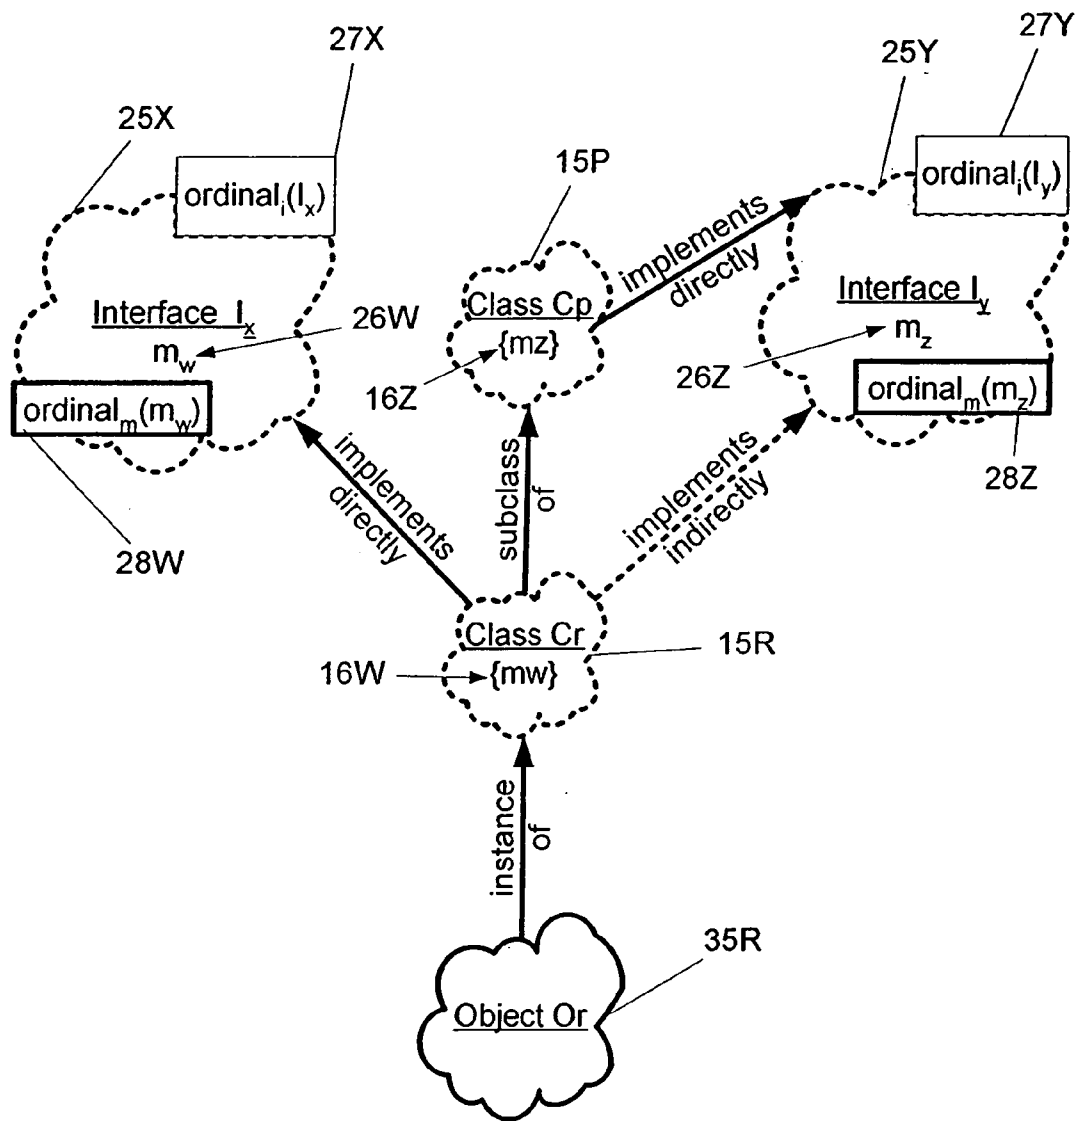 27X
27Y
25Y
25X
15P
ordinal_i(I_x)
ordinal_i(I_y)
implements
directly
Interface I_x
26W
m_w
Class Cp
{mz}
16Z
Interface I_y
m_z
26Z
ordinal_m(m_w)
ordinal_m(m_z)
28W
28Z
implements
directly
subclass
of
implements
indirectly
Class Cr
{mw}
16W
15R
instance
of
35R
Object Or